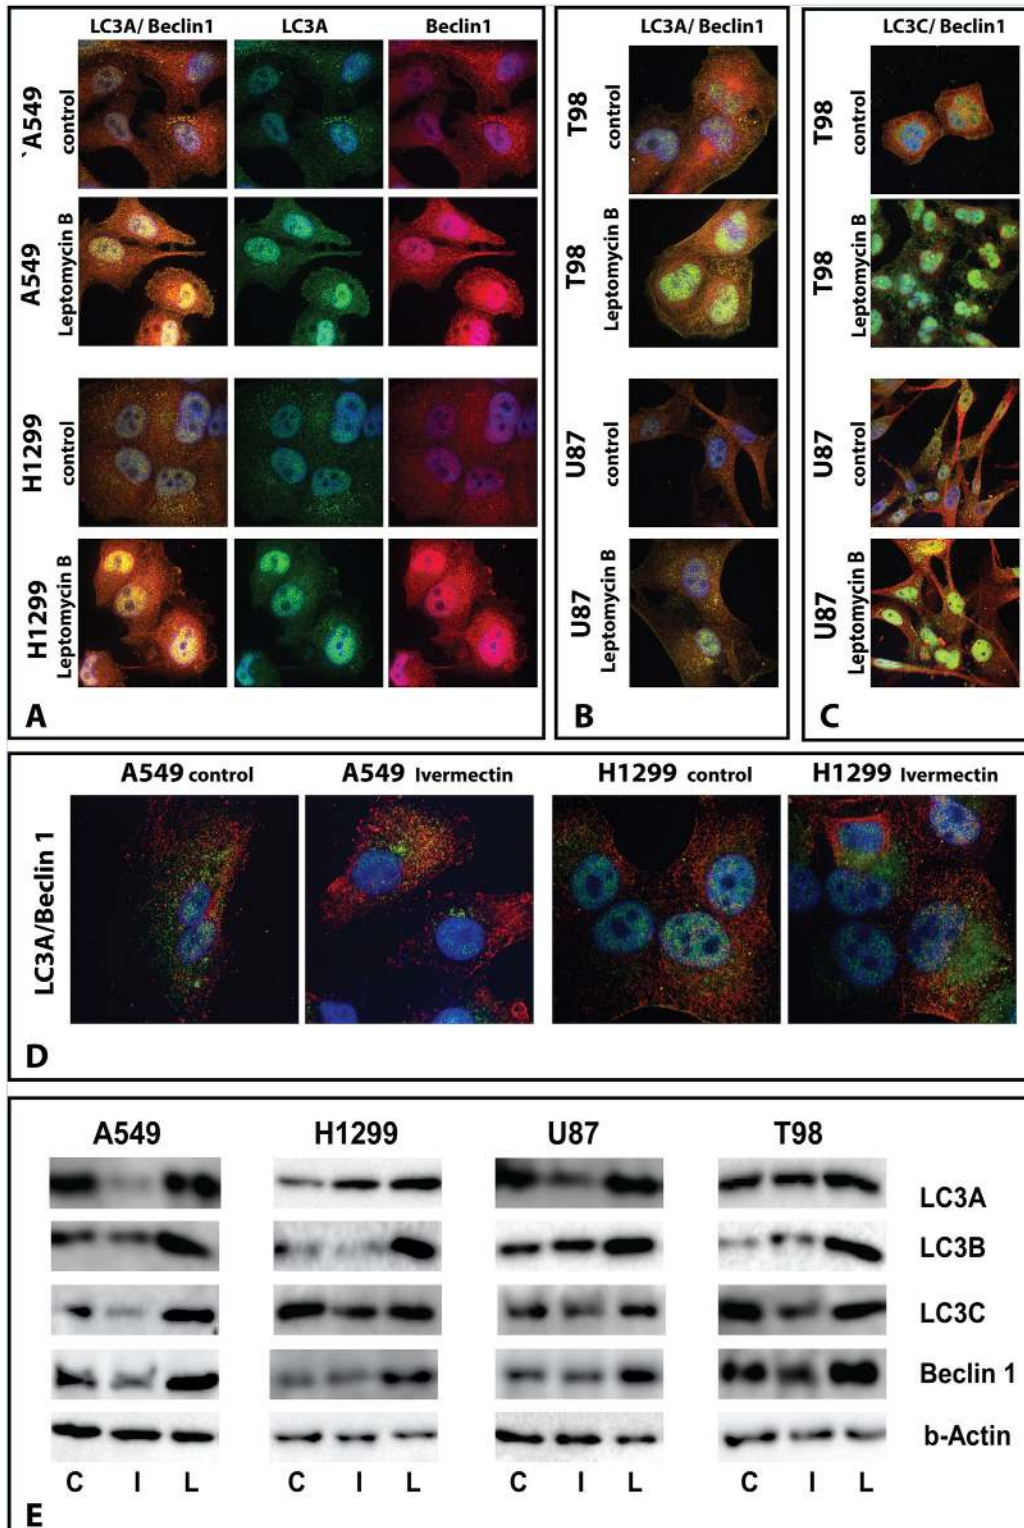 LC3A/ Beclin1 LC3A Beclin1
`A549 control
A549 Leptomycin B
H1299 control
H1299 Leptomycin B
A
LC3A/ Beclin1
T98 control
T98 Leptomycin B
U87 control
U87 Leptomycin B
B
LC3C/ Beclin1
T98 control
T98 Leptomycin B
U87 control
U87 Leptomycin B
C
A549 control A549 Ivermectin H1299 control H1299 Ivermectin
LC3A/Beclin 1
D
A549 H1299 U87 T98
LC3A
LC3B
LC3C
Beclin 1
b-Actin
C I L C I L C I L C I L
E